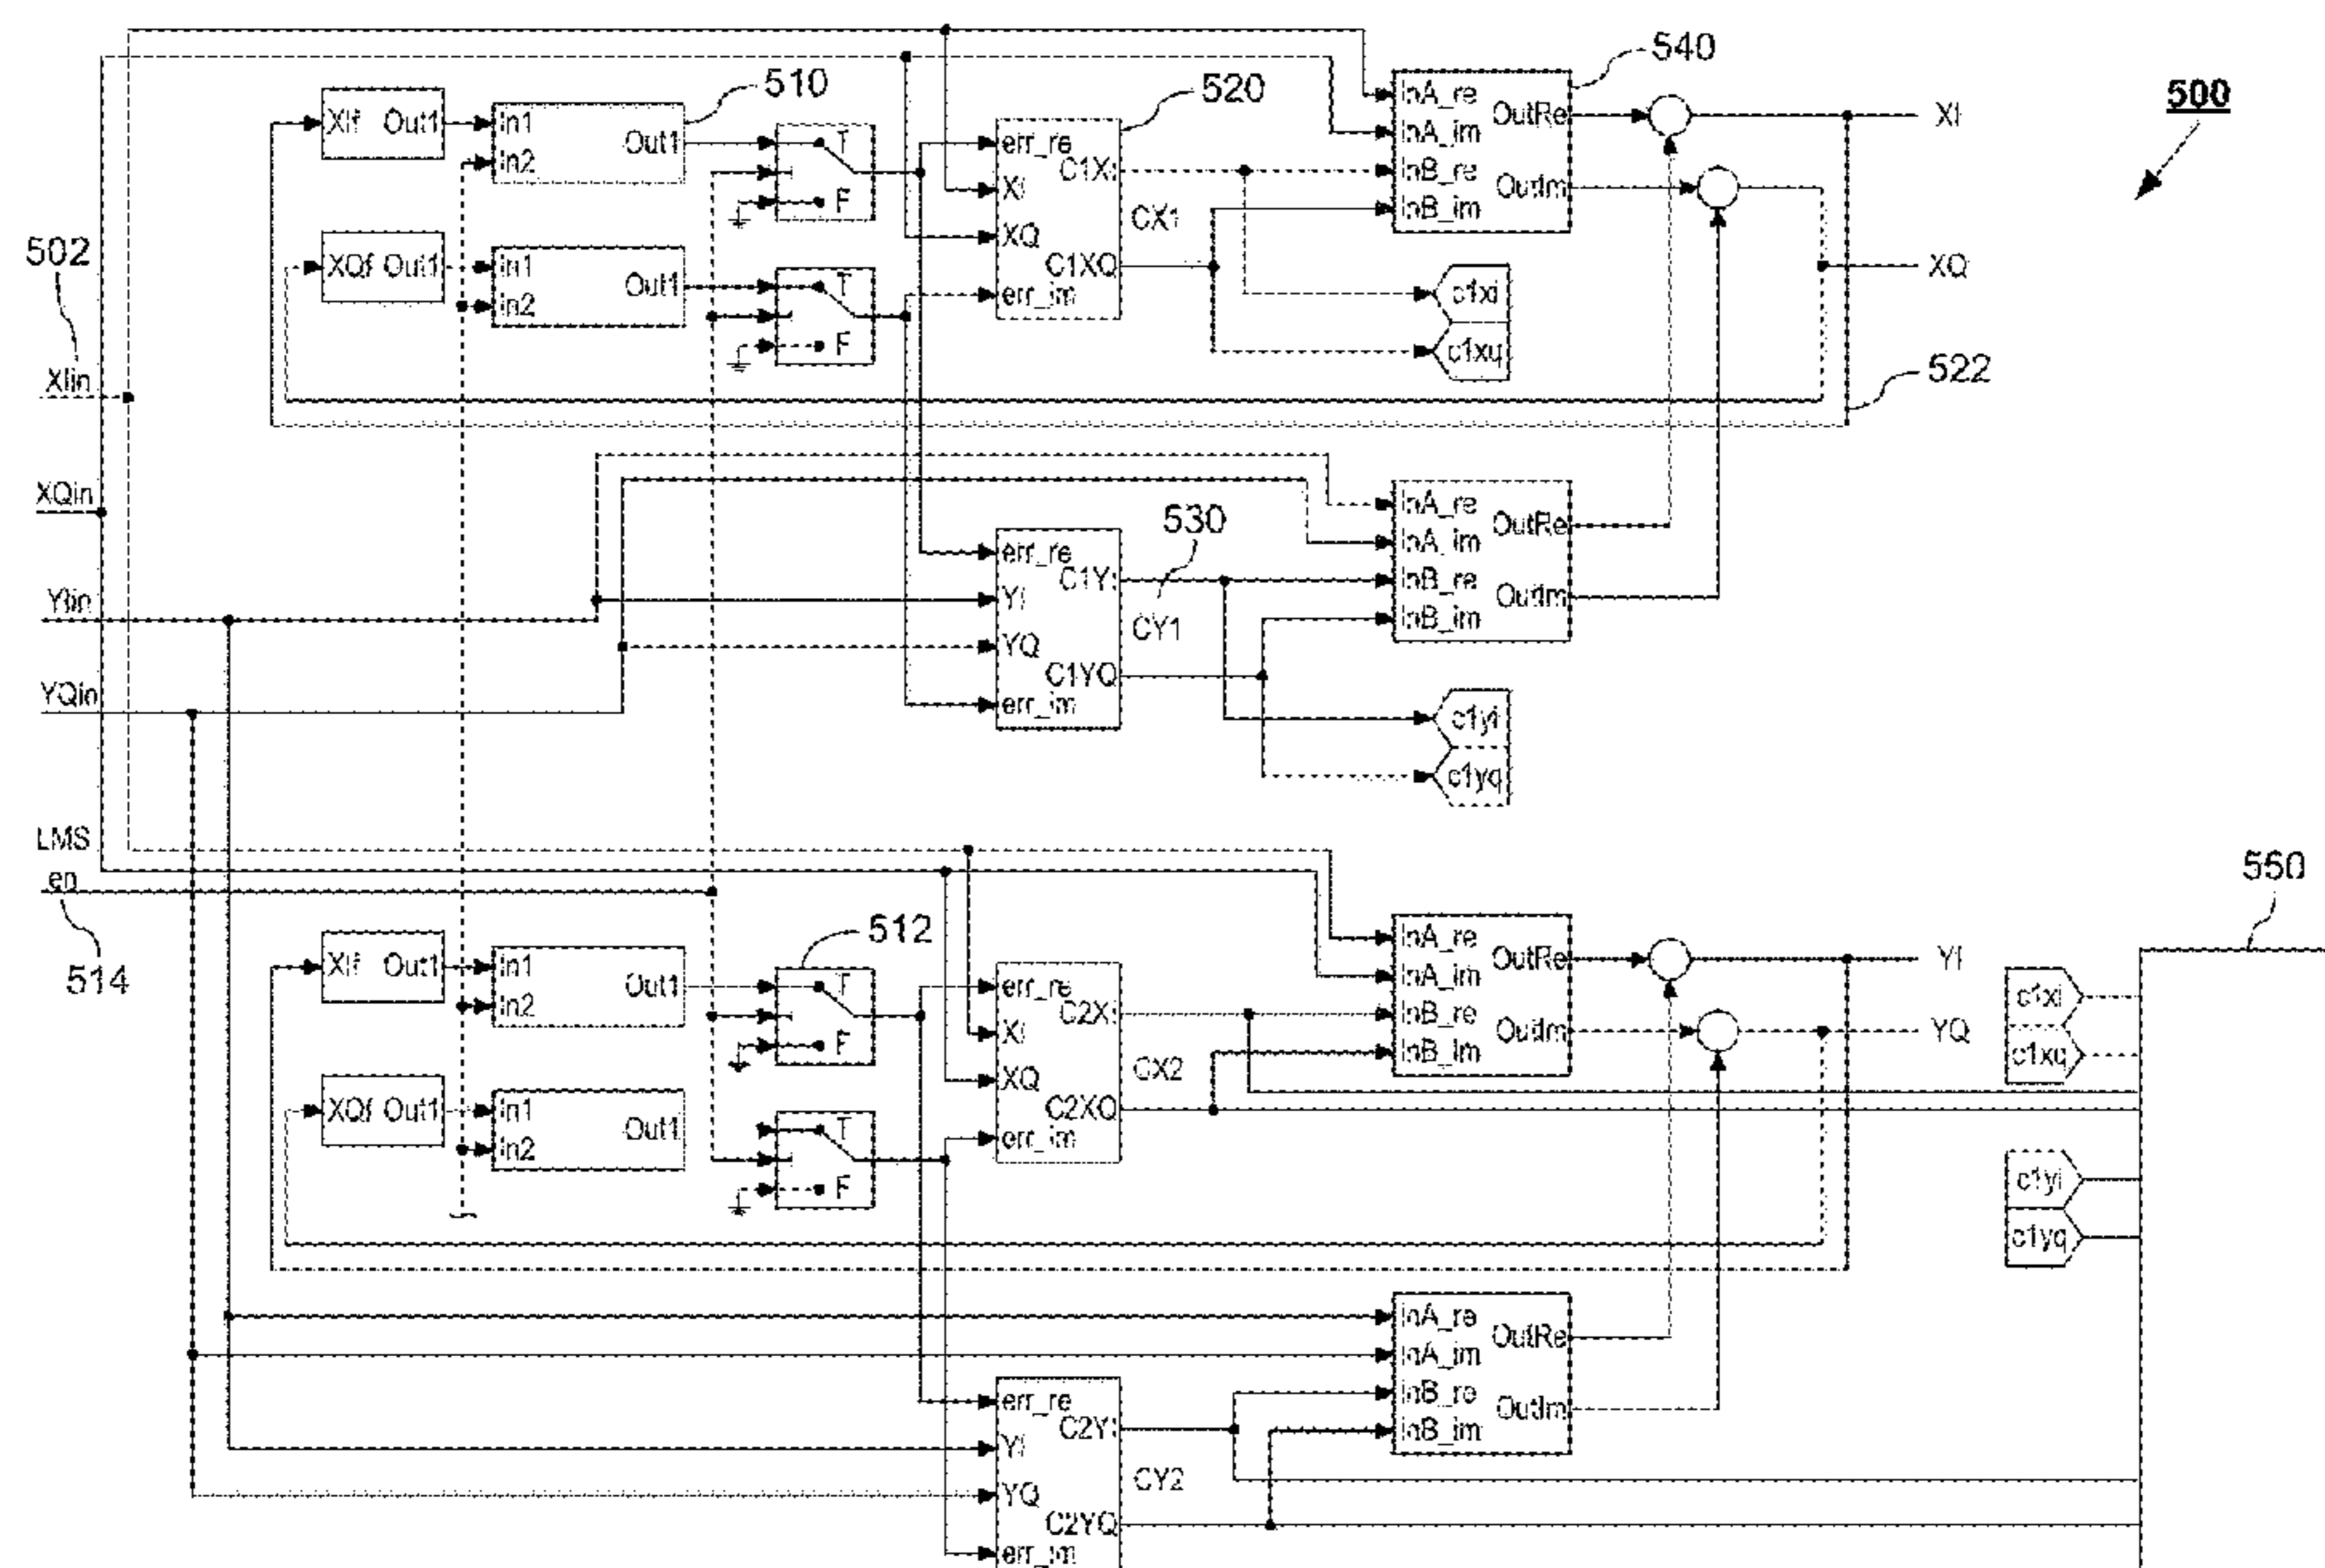 500
502
XIin
XQin
YIin
YQin
LMS
en
514
XIf Out1
In1
In2
Out1
510
T
F
XQf Out1
In1
In2
Out1
T
F
520
err_re
XI
XQ
err_im
C1XI
C1XQ
CX1
540
InA_re
InA_im
InB_re
InB_im
OutRe
OutIm
XI
XQ
c1xi
c1xq
522
530
err_re
YI
YQ
err_im
C1YI
C1YQ
CY1
InA_re
InA_im
InB_re
InB_im
OutRe
OutIm
c1yi
c1yq
XIf Out1
In1
In2
Out1
512
T
F
XQf Out1
In1
In2
Out1
T
F
err_re
XI
XQ
err_im
C2XI
C2XQ
CX2
InA_re
InA_im
InB_re
InB_im
OutRe
OutIm
YI
YQ
550
c1xi
c1xq
c1yi
c1yq
err_re
YI
YQ
err_im
C2YI
C2YQ
CY2
InA_re
InA_im
InB_re
InB_im
OutRe
OutIm